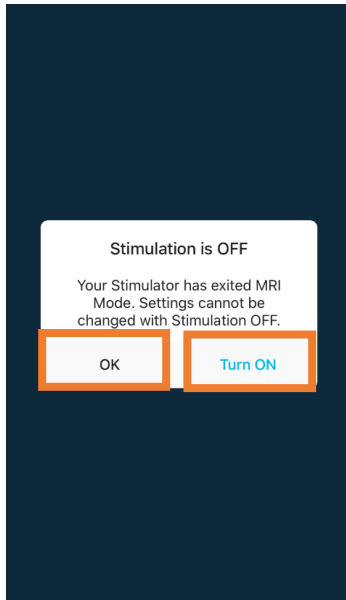 Stimulation is OFF
Your Stimulator has exited MRI
Mode. Settings cannot be
changed with Stimulation OFF.
OK
Turn ON